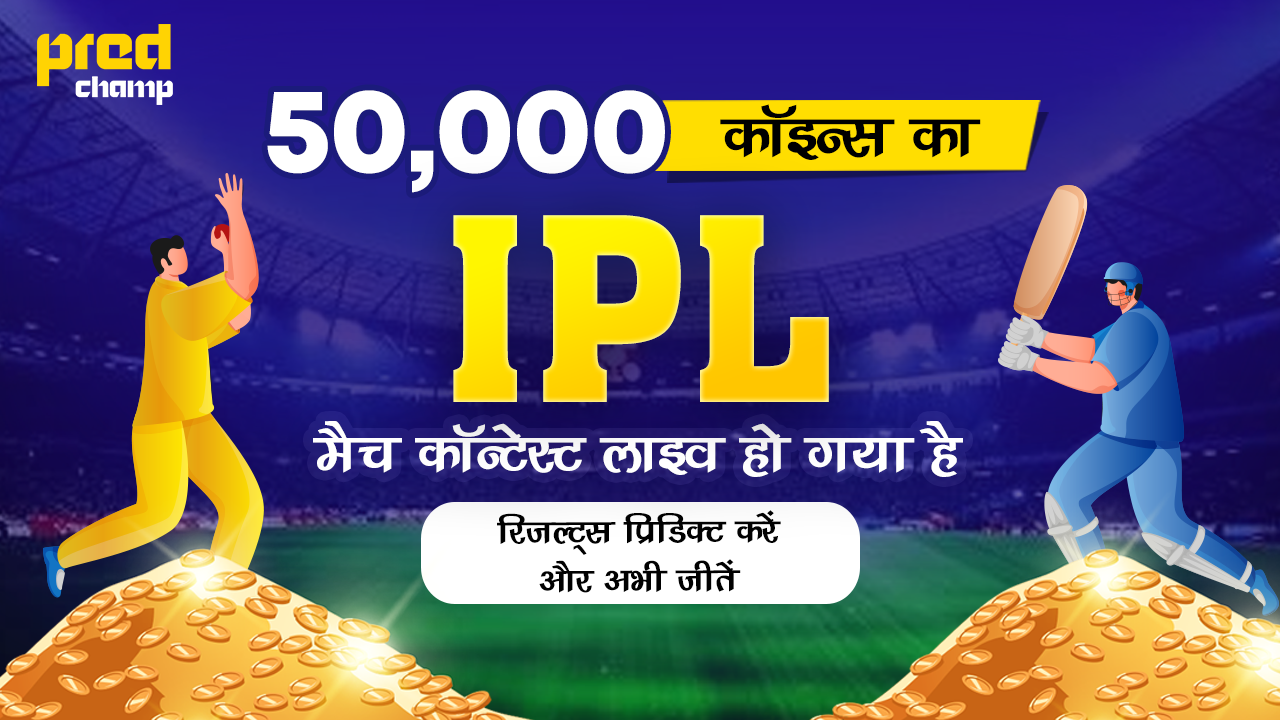 pred
champ
50,000 कॉइन्स का
IPL
मैच कॉन्टेस्ट लाइव हो गया है
रिजल्ट्स प्रिडिक्ट करें
और अभी जीतें